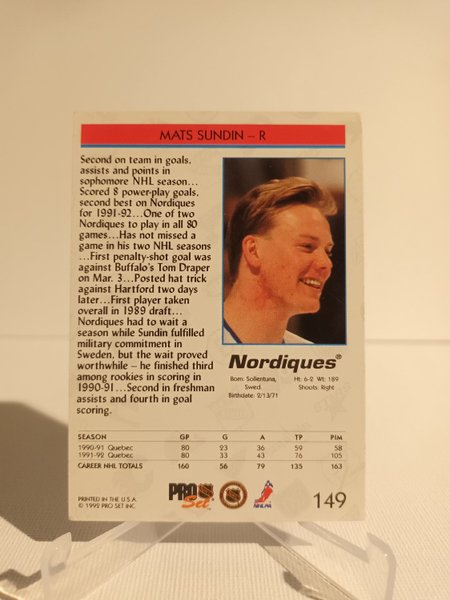 MATS SUNDIN – R
Second on team in goals,
assists and points in
sophomore NHL season...
Scored 8 power-play goals,
second best on Nordiques
for 1991-92...One of two
Nordiques to play in all 80
games...Has not missed a
game in his two NHL seasons
...First penalty-shot goal was
against Buffalo's Tom Draper
on Mar. 3...Posted hat trick
against Hartford two days
later...First player taken
overall in 1989 draft...
Nordiques had to wait a
season while Sundin fulfilled
military commitment in
Sweden, but the wait proved
worthwhile – he finished third
among rookies in scoring in
1990-91...Second in freshman
assists and fourth in goal
scoring.
Nordiques®
Born: Sollentuna, Swed.
Birthdate: 2/13/71
Ht: 6-2 Wt: 189
Shoots: Right
SEASON GP G A TP PIM
1990-91 Quebec 80 23 36 59 58
1991-92 Quebec 80 33 43 76 105
CAREER NHL TOTALS 160 56 79 135 163
PRINTED IN THE U.S.A.
© 1992 PRO SET INC.
PRO Set
NHLPA
149